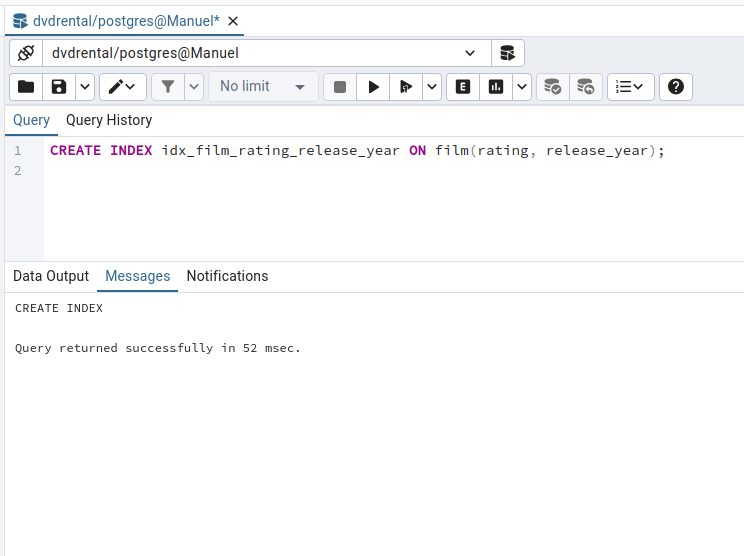 dvdrental/postgres@Manuel*
dvdrental/postgres@Manuel
No limit
E
Query Query History
1 CREATE INDEX idx_film_rating_release_year ON film(rating, release_year);
2
Data Output Messages Notifications
CREATE INDEX
Query returned successfully in 52 msec.